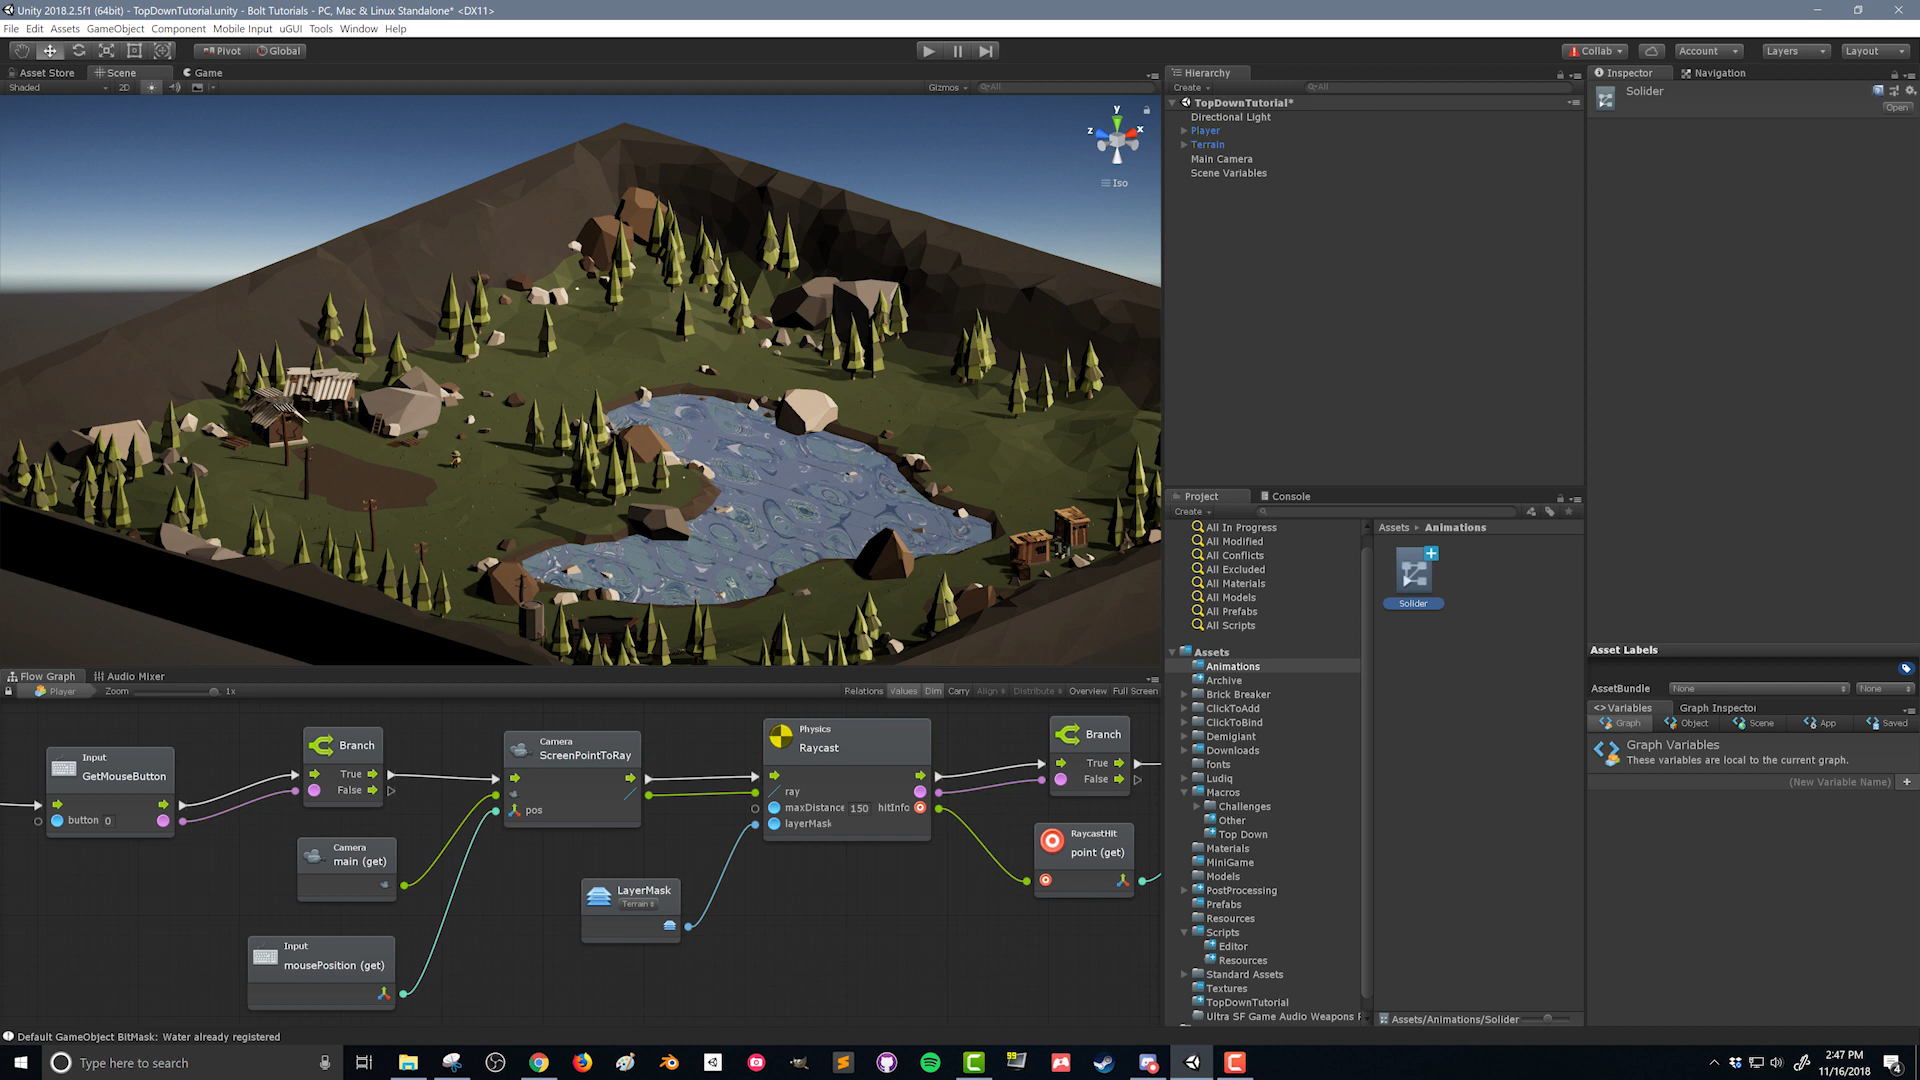 Unity 2018.2.5f1 (64bit) - TopDownTutorial.unity - Bolt Tutorials - PC, Mac & Linux Standalone* <DX11>
File Edit Assets GameObject Component Mobile Input uGUI Tools Window Help
Pivot Global
Collab Account Layers Layout
Asset Store Scene Game
Shaded 2D Gizmos All
y
z x
Iso
Hierarchy
Create All
TopDownTutorial*
Directional Light
Player
Terrain
Main Camera
Scene Variables
Inspector Navigation
Solider
Open
Project Console
Create
All In Progress
All Modified
All Conflicts
All Excluded
All Materials
All Models
All Prefabs
All Scripts
Assets
Animations
Archive
Brick Breaker
ClickToAdd
ClickToBind
Demigiant
Downloads
fonts
Ludiq
Macros
Challenges
Other
Top Down
Materials
MiniGame
Models
PostProcessing
Prefabs
Resources
Scripts
Editor
Resources
Standard Assets
Textures
TopDownTutorial
Ultra SF Game Audio Weapons
Assets Animations
Solider
Assets/Animations/Solider
Asset Labels
AssetBundle None None
Variables Graph Inspector
Graph Object Scene App Saved
Graph Variables
These variables are local to the current graph.
(New Variable Name) +
Flow Graph Audio Mixer
Player Zoom 1x Relations Values Dim Carry Align Distribute Overview Full Screen
Input
GetMouseButton
button 0
Branch
True
False
Camera
main (get)
Input
mousePosition (get)
Camera
ScreenPointToRay
pos
LayerMask
Terrain
Physics
Raycast
ray
maxDistance 150 hitInfo
layerMask
Branch
True
False
RaycastHit
point (get)
Default GameObject BitMask: Water already registered
Type here to search
99
2:47 PM
11/16/2018
4